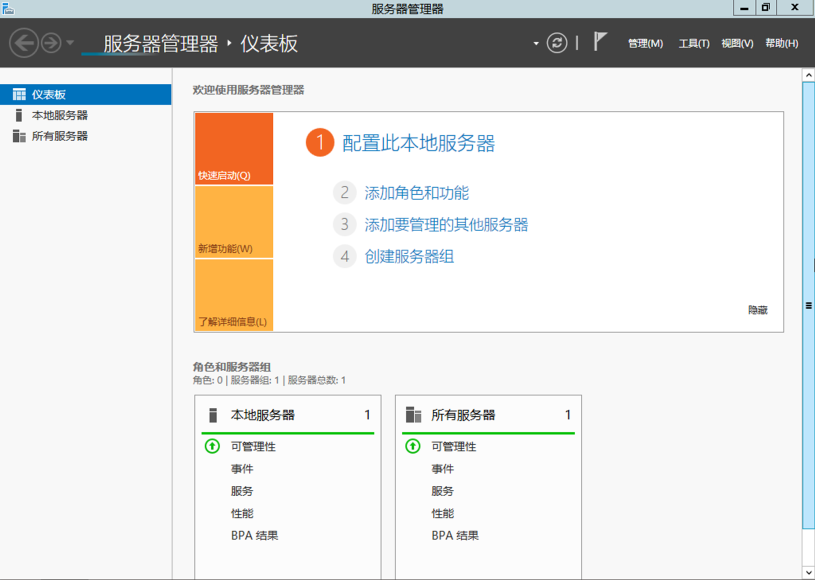 服务器管理器
服务器管理器 · 仪表板
管理(M) 工具(T) 视图(V) 帮助(H)
仪表板
本地服务器
所有服务器
欢迎使用服务器管理器
快速启动(Q)
新增功能(W)
了解详细信息(L)
1 配置此本地服务器
2 添加角色和功能
3 添加要管理的其他服务器
4 创建服务器组
隐藏
角色和服务器组
角色: 0 | 服务器组: 1 | 服务器总数: 1
本地服务器 1
可管理性
事件
服务
性能
BPA 结果
所有服务器 1
可管理性
事件
服务
性能
BPA 结果